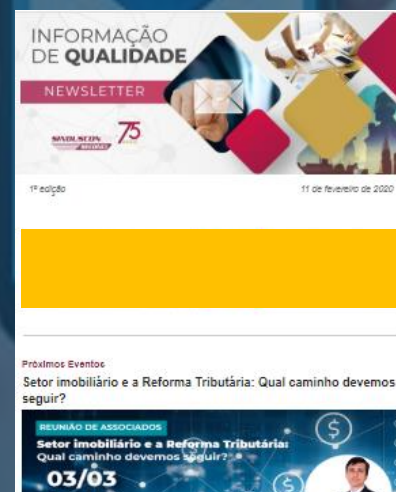 INFORMAÇÃO
DE QUALIDADE
NEWSLETTER
SINDUSCON
75
1ª edição
11 de fevereiro de 2020
Próximos Eventos
Setor imobiliário e a Reforma Tributária: Qual caminho devemos
seguir?
REUNIÃO DE ASSOCIADOS
Setor imobiliário e a Reforma Tributária:
Qual caminho devemos seguir?
03/03